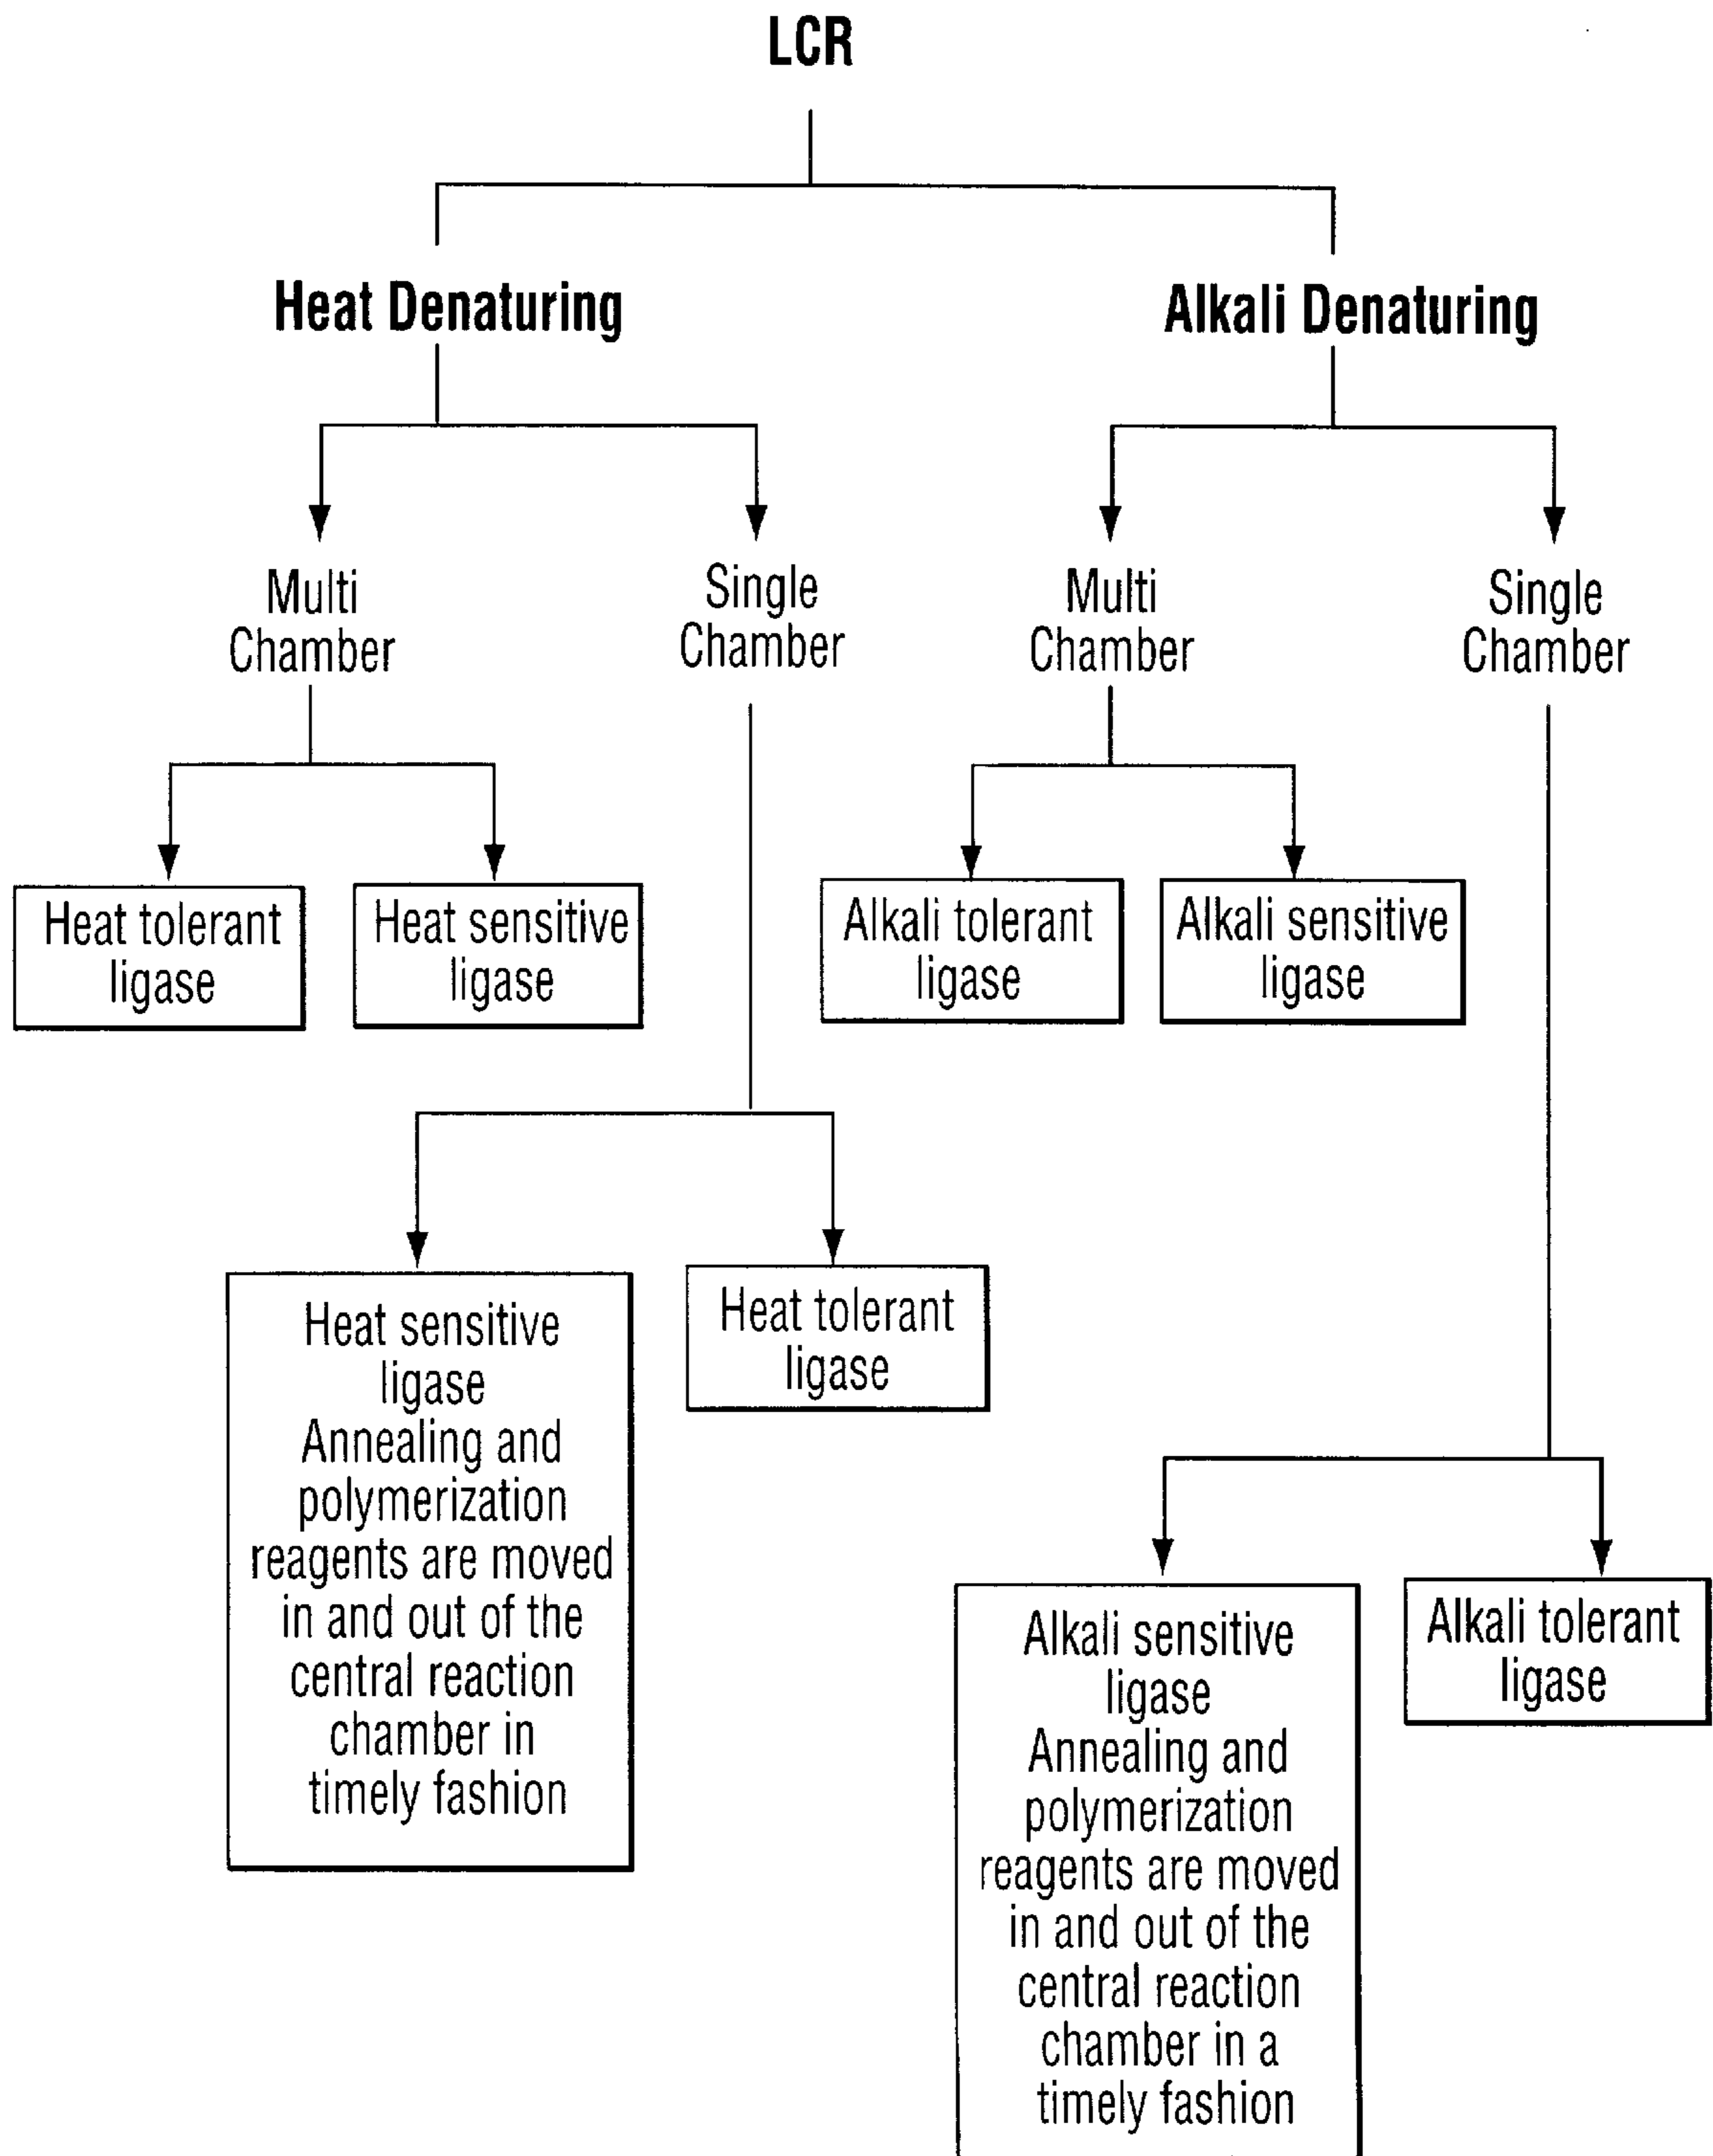 LCR
Heat Denaturing
Alkali Denaturing
Multi
Chamber
Single
Chamber
Multi
Chamber
Single
Chamber
Heat tolerant
ligase
Heat sensitive
ligase
Alkali tolerant
ligase
Alkali sensitive
ligase
Heat sensitive
ligase
Annealing and
polymerization
reagents are moved
in and out of the
central reaction
chamber in
timely fashion
Heat tolerant
ligase
Alkali sensitive
ligase
Annealing and
polymerization
reagents are moved
in and out of the
central reaction
chamber in a
timely fashion
Alkali tolerant
ligase